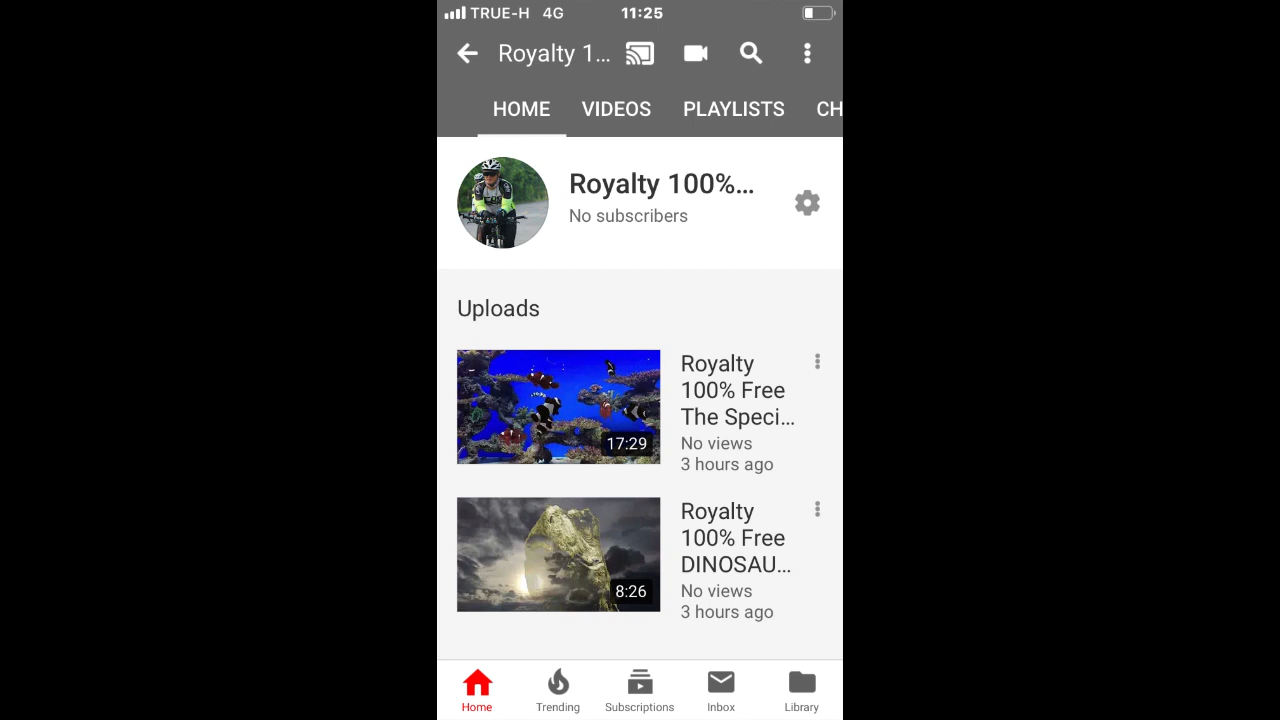 TRUE-H 4G 11:25
Royalty 1...
HOME VIDEOS PLAYLISTS CH
Royalty 100%...
No subscribers
Uploads
17:29
Royalty
100% Free
The Speci...
No views
3 hours ago
8:26
Royalty
100% Free
DINOSAU...
No views
3 hours ago
Home Trending Subscriptions Inbox Library